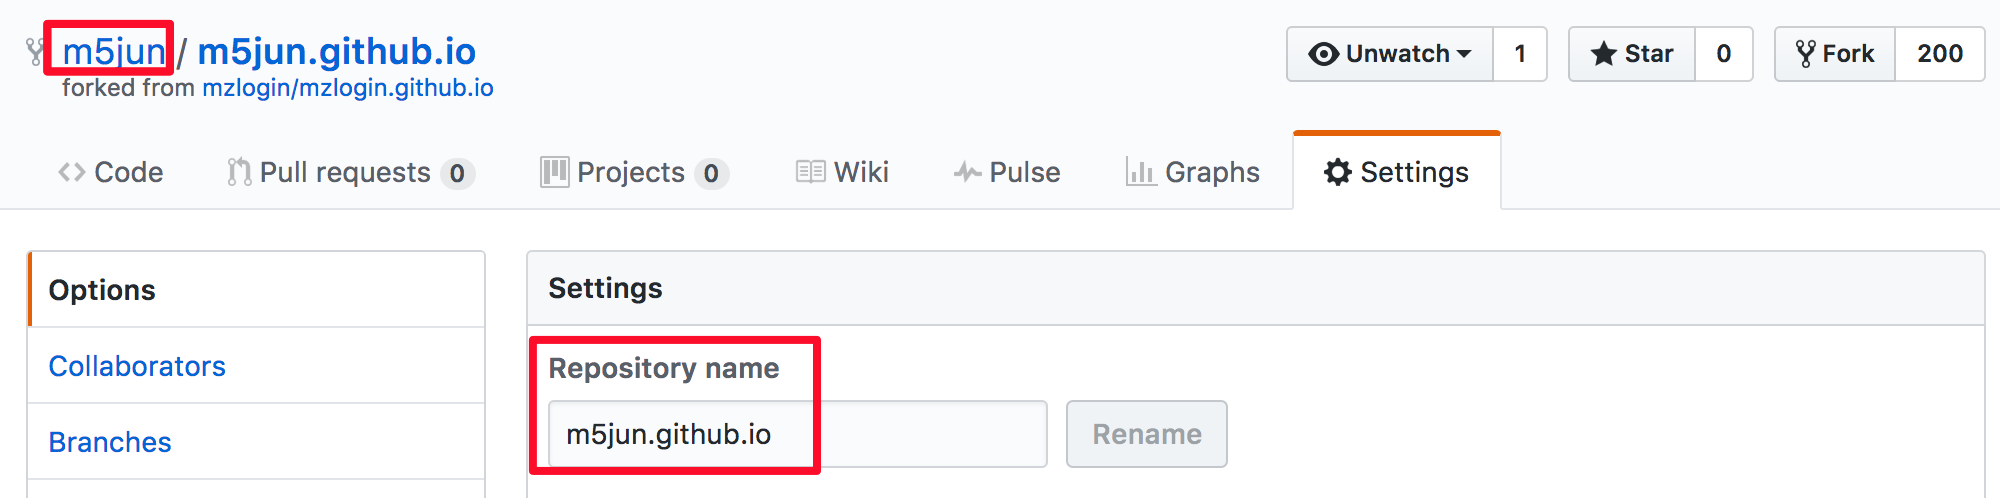 m5jun / m5jun.github.io
Unwatch 1 Star 0 Fork 200
forked from mzlogin/mzlogin.github.io
Code Pull requests 0 Projects 0 Wiki Pulse Graphs Settings
Options
Collaborators
Branches
Settings
Repository name
m5jun.github.io Rename